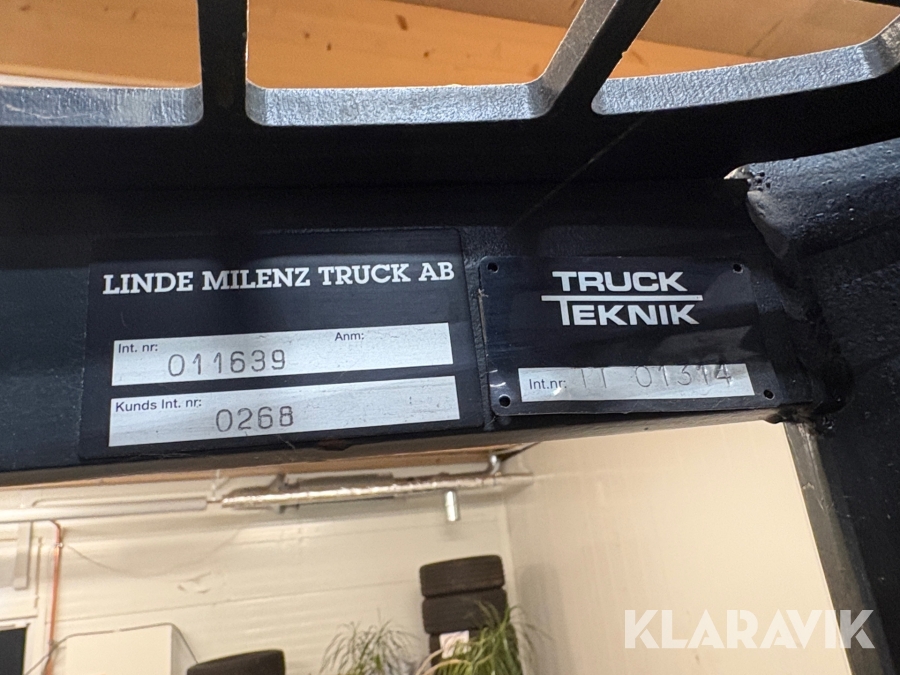 LINDE MILENZ TRUCK AB
Int. nr:
Anm:
011639
Kunds Int. nr:
0268
TRUCK
TEKNIK
Int.nr: TT 01314
KLARAVIK